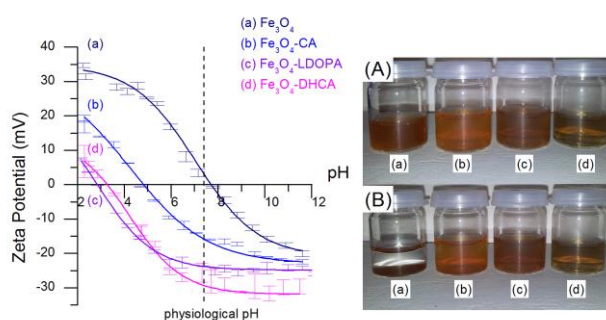 (a) Fe₃O₄
(b) Fe₃O₄-CA
(c) Fe₃O₄-LDOPA
(d) Fe₃O₄-DHCA
Zeta Potential (mV)
40
30
20
10
0
-10
-20
-30
(a)
(b)
(d)
(c)
2 4 6 8 10 12
pH
physiological pH
(A)
(a) (b) (c) (d)
(B)
(a) (b) (c) (d)